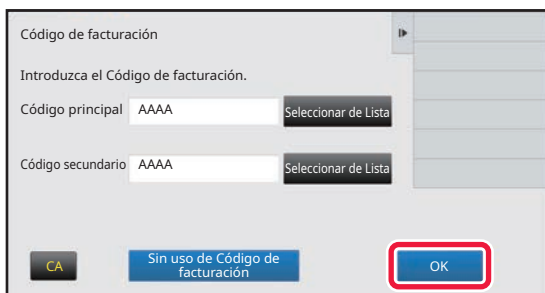 Código de facturación
Introduzca el Código de facturación.
Código principal AAAA Seleccionar de Lista
Código secundario AAAA Seleccionar de Lista
CA
Sin uso de Código de
facturación
OK